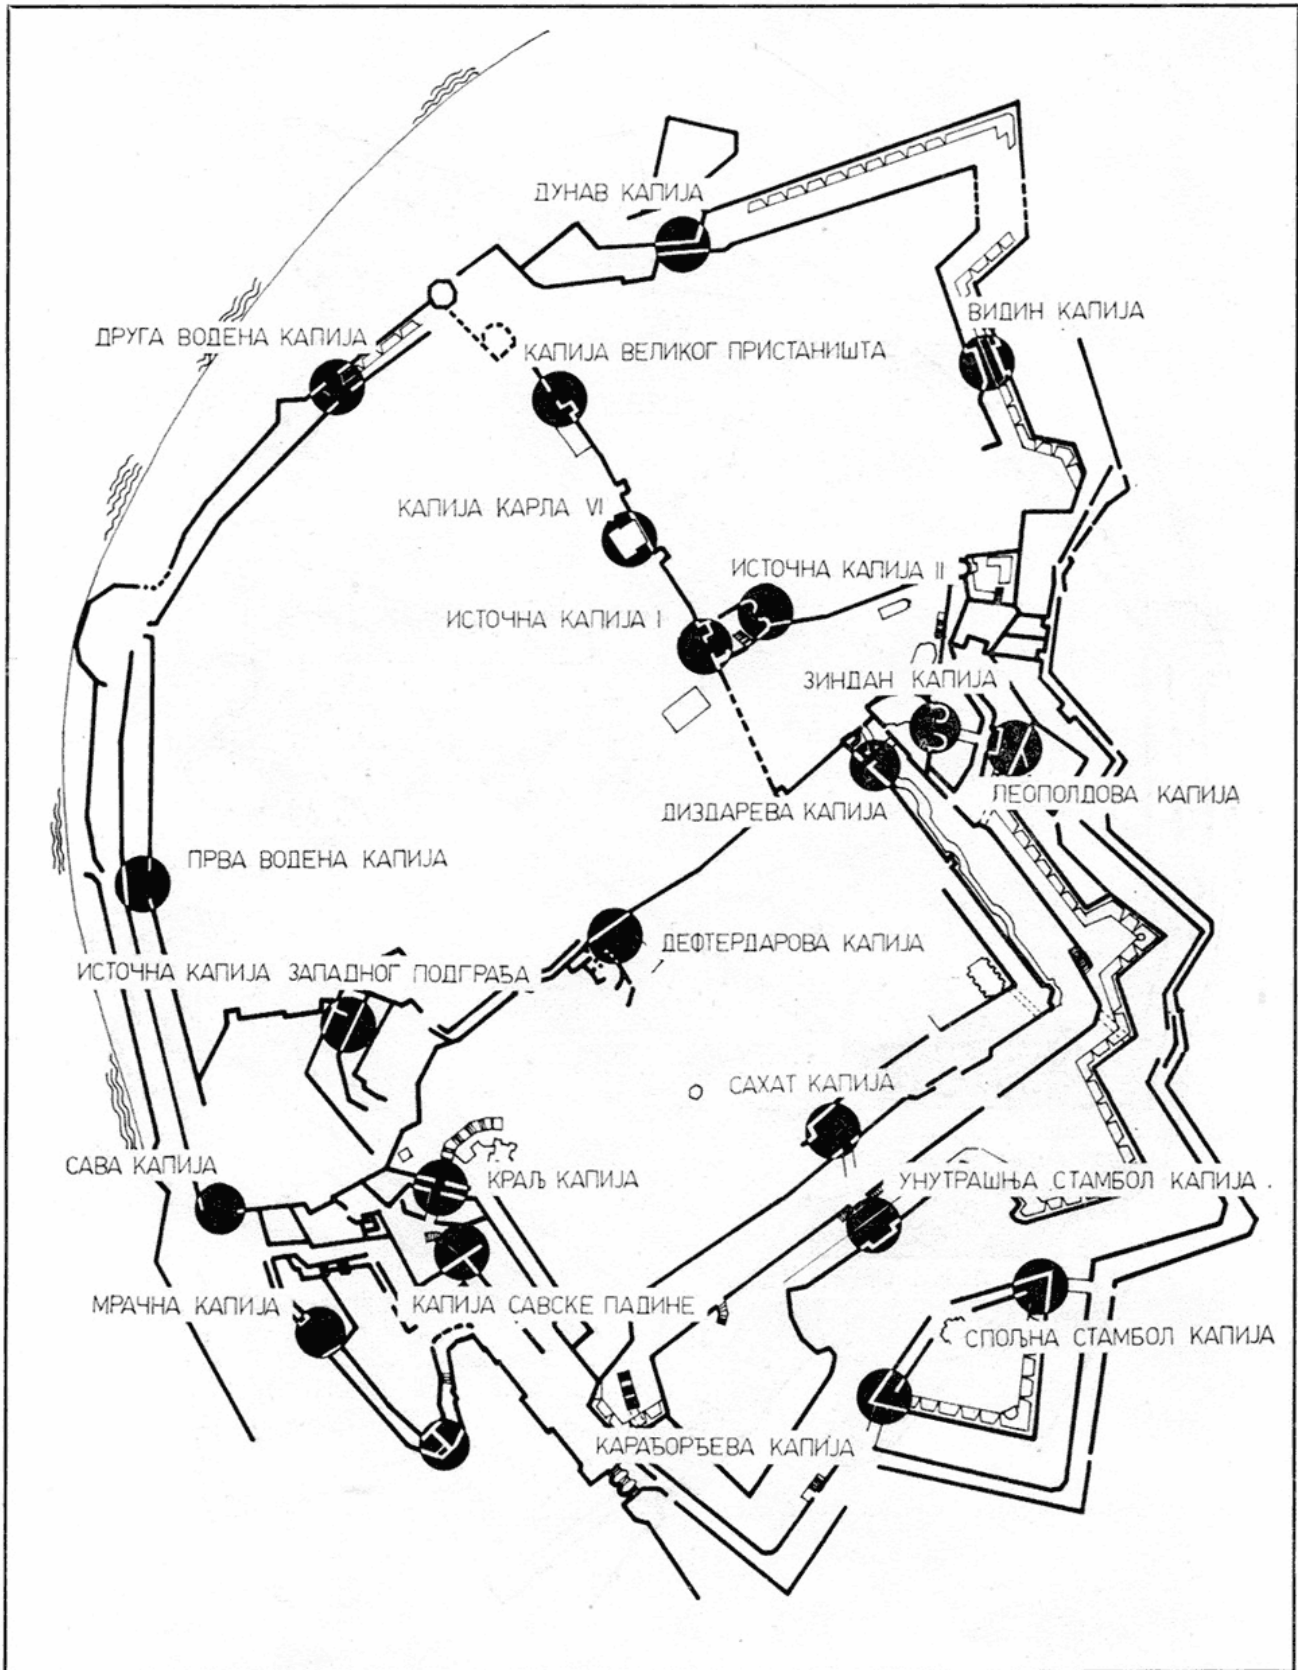 ДУНАВ КАПИЈА
ВИДИН КАПИЈА
ДРУГА ВОДЕНА КАПИЈА
КАПИЈА ВЕЛИКОГ ПРИСТАНИШТА
КАПИЈА КАРЛА VI
ИСТОЧНА КАПИЈА II
ИСТОЧНА КАПИЈА I
ЗИНДАН КАПИЈА
ЛЕОПОЛДОВА КАПИЈА
ДИЗДАРЕВА КАПИЈА
ПРВА ВОДЕНА КАПИЈА
ДЕФТЕРДАРОВА КАПИЈА
ИСТОЧНА КАПИЈА ЗАПАДНОГ ПОДГРАЂА
САХАТ КАПИЈА
САВА КАПИЈА
КРАЉ КАПИЈА
УНУТРАШЊА СТАМБОЛ КАПИЈА
МРАЧНА КАПИЈА
КАПИЈА САВСКЕ ПАДИНЕ
СПОЉНА СТАМБОЛ КАПИЈА
КАРАЂОРЂЕВА КАПИЈА